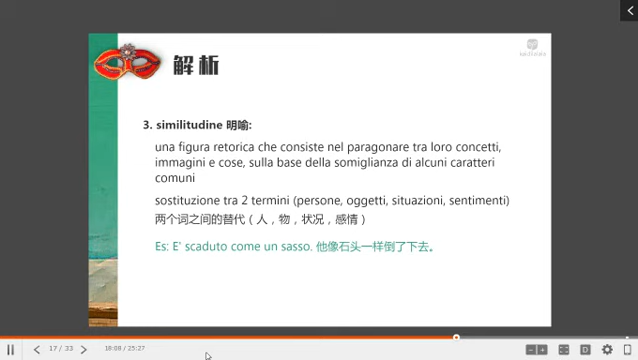 解析
3. similitudine 明喻:
una figura retorica che consiste nel paragonare tra loro concetti,
immagini e cose, sulla base della somiglianza di alcuni caratteri
comuni
sostituzione tra 2 termini (persone, oggetti, situazioni, sentimenti)
两个词之间的替代（人，物，状况，感情）
Es: E' scaduto come un sasso. 他像石头一样倒了下去。
17 / 33
18:08 / 25:27